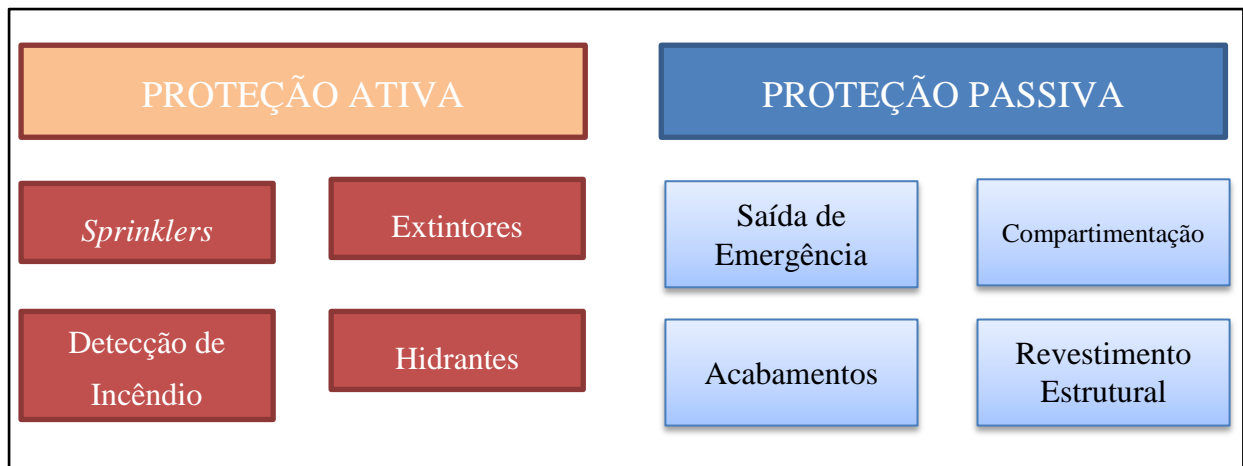 PROTEÇÃO ATIVA
Sprinklers
Extintores
Detecção de
Incêndio
Hidrantes
PROTEÇÃO PASSIVA
Saída de
Emergência
Compartimentação
Acabamentos
Revestimento
Estrutural